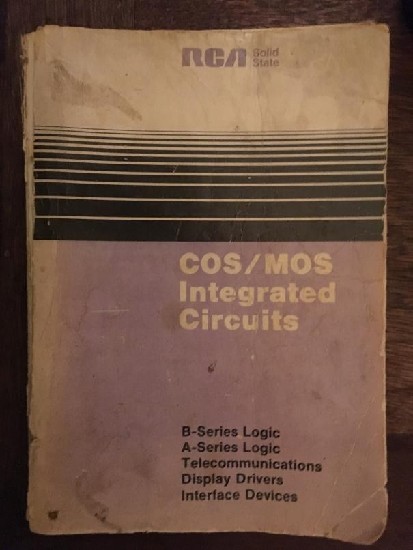 RCA Solid
State
COS/MOS
Integrated
Circuits
B-Series Logic
A-Series Logic
Telecommunications
Display Drivers
Interface Devices